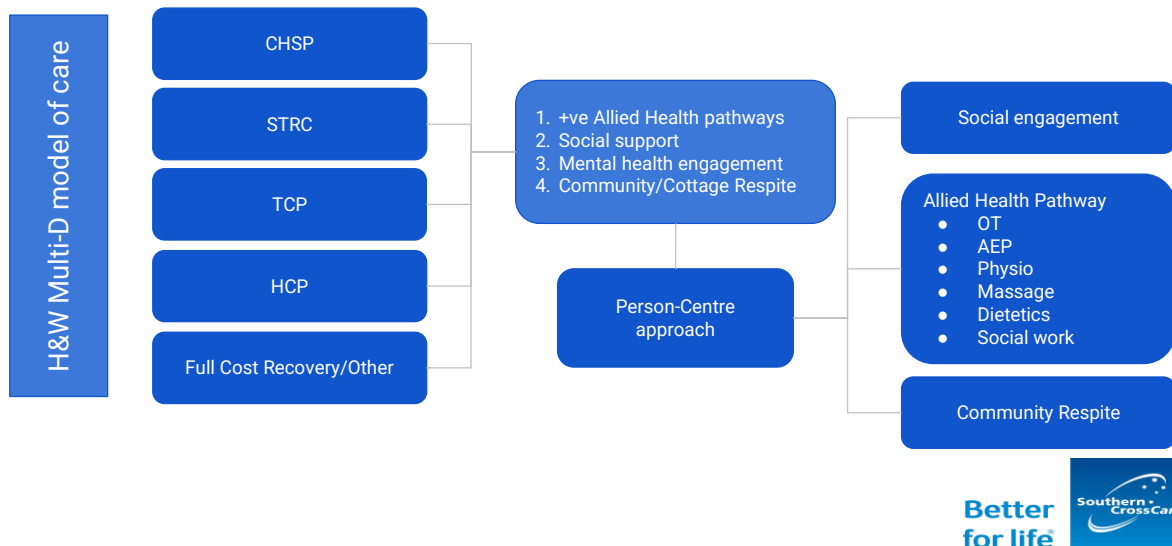 H&W Multi-D model of care
CHSP
STRC
TCP
HCP
Full Cost Recovery/Other
1. +ve Allied Health pathways
2. Social support
3. Mental health engagement
4. Community/Cottage Respite
Person-Centre
approach
Social engagement
Allied Health Pathway
● OT
● AEP
● Physio
● Massage
● Dietetics
● Social work
Community Respite
Better
for life®
Southern
CrossCar